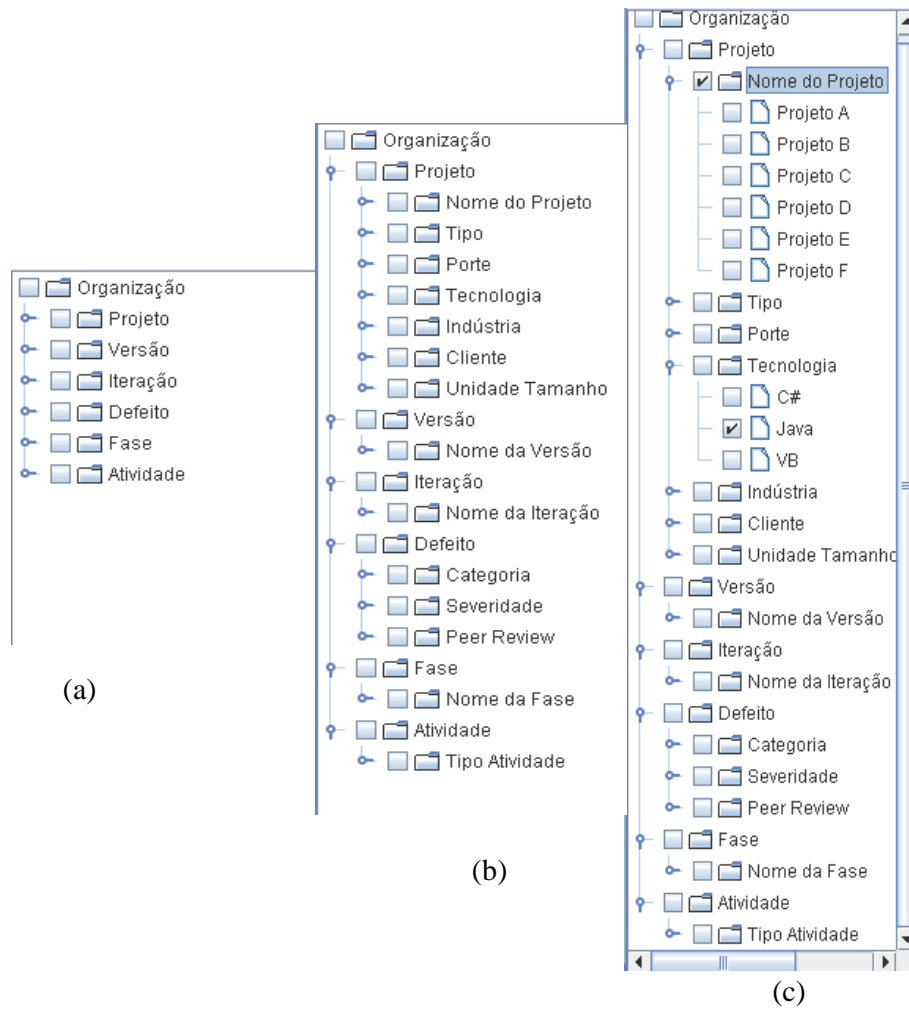 Organização
Projeto
Versão
Iteração
Defeito
Fase
Atividade
(a)
Organização
Projeto
Nome do Projeto
Tipo
Porte
Tecnologia
Indústria
Cliente
Unidade Tamanho
Versão
Nome da Versão
Iteração
Nome da Iteração
Defeito
Categoria
Severidade
Peer Review
Fase
Nome da Fase
Atividade
Tipo Atividade
(b)
Organização
Projeto
Nome do Projeto
Projeto A
Projeto B
Projeto C
Projeto D
Projeto E
Projeto F
Tipo
Porte
Tecnologia
C#
Java
VB
Indústria
Cliente
Unidade Tamanho
Versão
Nome da Versão
Iteração
Nome da Iteração
Defeito
Categoria
Severidade
Peer Review
Fase
Nome da Fase
Atividade
Tipo Atividade
(c)